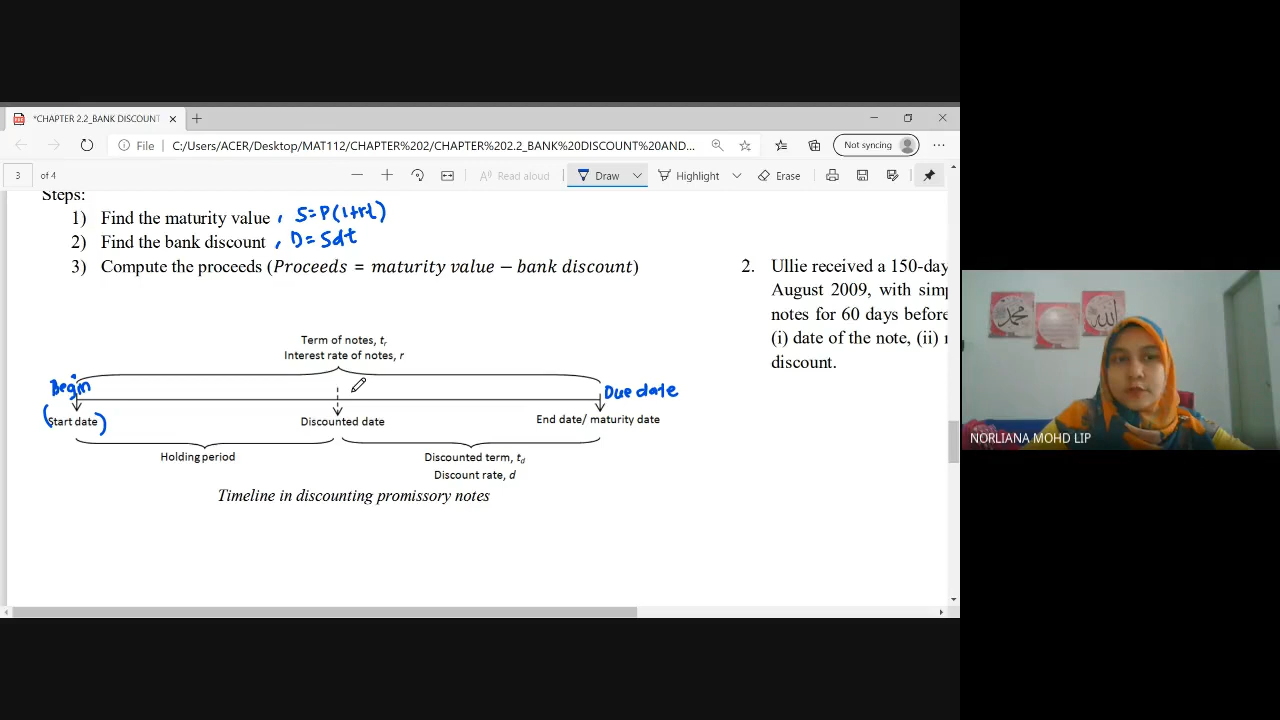 *CHAPTER 2.2_BANK DISCOUNT
File C:/Users/ACER/Desktop/MAT112/CHAPTER%202/CHAPTER%202.2_BANK%20DISCOUNT%20AND... Not syncing
3 of 4 Read aloud Draw Highlight Erase
Steps:
1) Find the maturity value , S=P(1+rt)
2) Find the bank discount , D = Sdt
3) Compute the proceeds (Proceeds = maturity value − bank discount)
Term of notes, tr
Interest rate of notes, r
Begin
Due date
(Start date)
Discounted date
End date/ maturity date
Holding period
Discounted term, td
Discount rate, d
Timeline in discounting promissory notes
2. Ullie received a 150-day
August 2009, with simp
notes for 60 days before
(i) date of the note, (ii)
discount.
NORLIANA MOHD LIP
محمد
الله